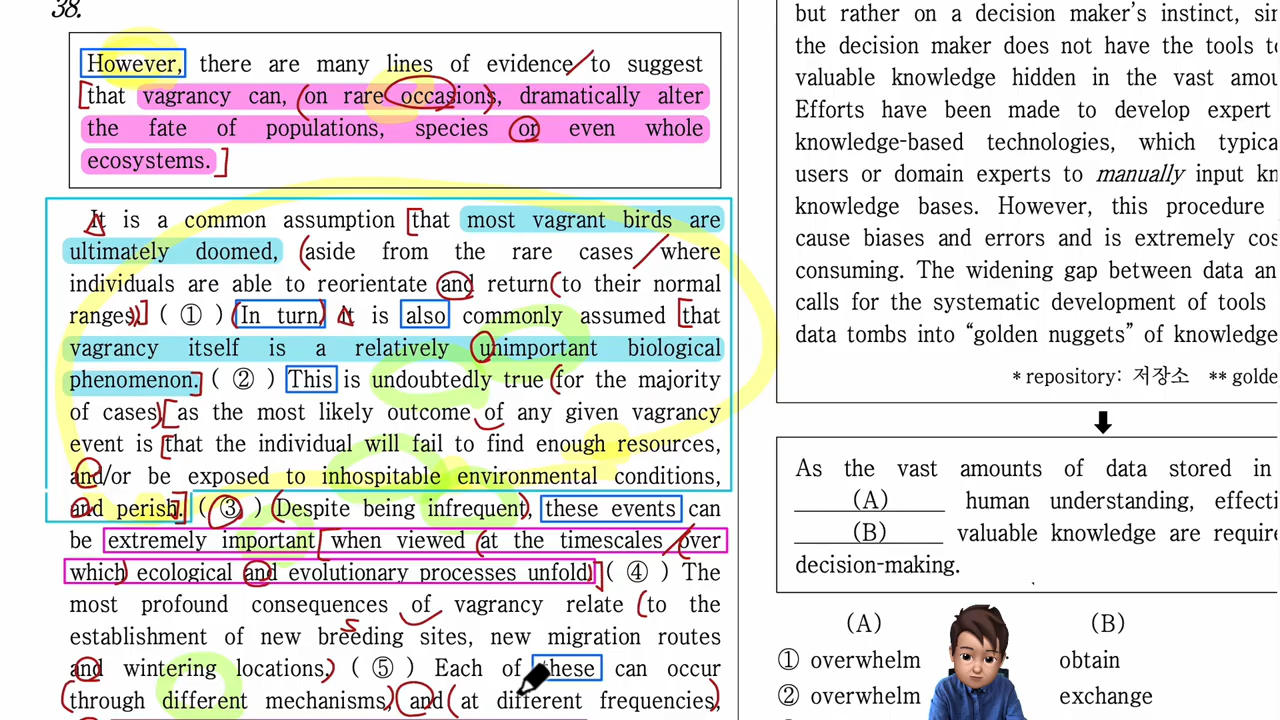 38.
However, there are many lines of evidence to suggest
that vagrancy can, on rare occasions, dramatically alter
the fate of populations, species or even whole
ecosystems.
It is a common assumption that most vagrant birds are
ultimately doomed, aside from the rare cases where
individuals are able to reorientate and return to their normal
ranges. ( ① ) In turn, it is also commonly assumed that
vagrancy itself is a relatively unimportant biological
phenomenon. ( ② ) This is undoubtedly true for the majority
of cases, as the most likely outcome of any given vagrancy
event is that the individual will fail to find enough resources,
and/or be exposed to inhospitable environmental conditions,
and perish. ( ③ ) Despite being infrequent, these events can
be extremely important when viewed at the timescales over
which ecological and evolutionary processes unfold. ( ④ ) The
most profound consequences of vagrancy relate to the
establishment of new breeding sites, new migration routes
s
and wintering locations. ( ⑤ ) Each of these can occur
through different mechanisms, and at different frequencies,
but rather on a decision maker's instinct,
the decision maker does not have the tools
valuable knowledge hidden in the vast
Efforts have been made to develop expert
knowledge-based technologies, which
users or domain experts to manually input
knowledge bases. However, this procedure
cause biases and errors and is extremely
consuming. The widening gap between data
calls for the systematic development of tools
data tombs into "golden nuggets" of knowledge
* repository: 저장소 ** golde
As the vast amounts of data stored in
(A) human understanding,
(B) valuable knowledge are
decision-making.
(A) (B)
① overwhelm obtain
② overwhelm exchange